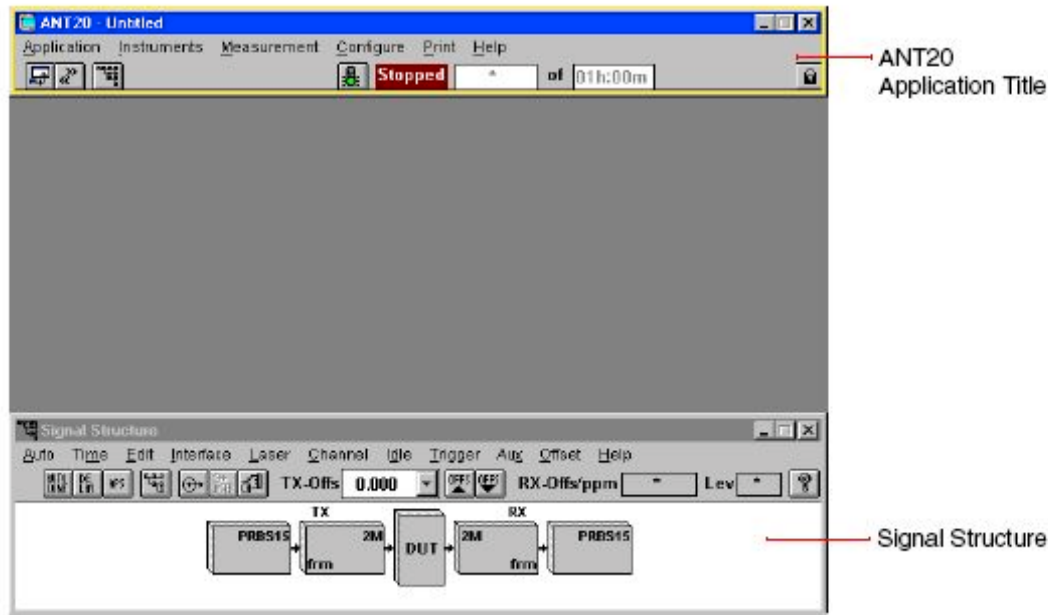 ANT20 - Untitled
Application Instruments Measurement Configure Print Help
Stopped * of 01h:00m
ANT20
Application Title
Signal Structure
Auto Time Edit Interface Laser Channel Idle Trigger Aux Offset Help
TX-Offs 0.000 OFFS OFFS RX-Offs/ppm * Lev * ?
TX RX
PRBS15 2M DUT 2M PRBS15
frm frm
Signal Structure